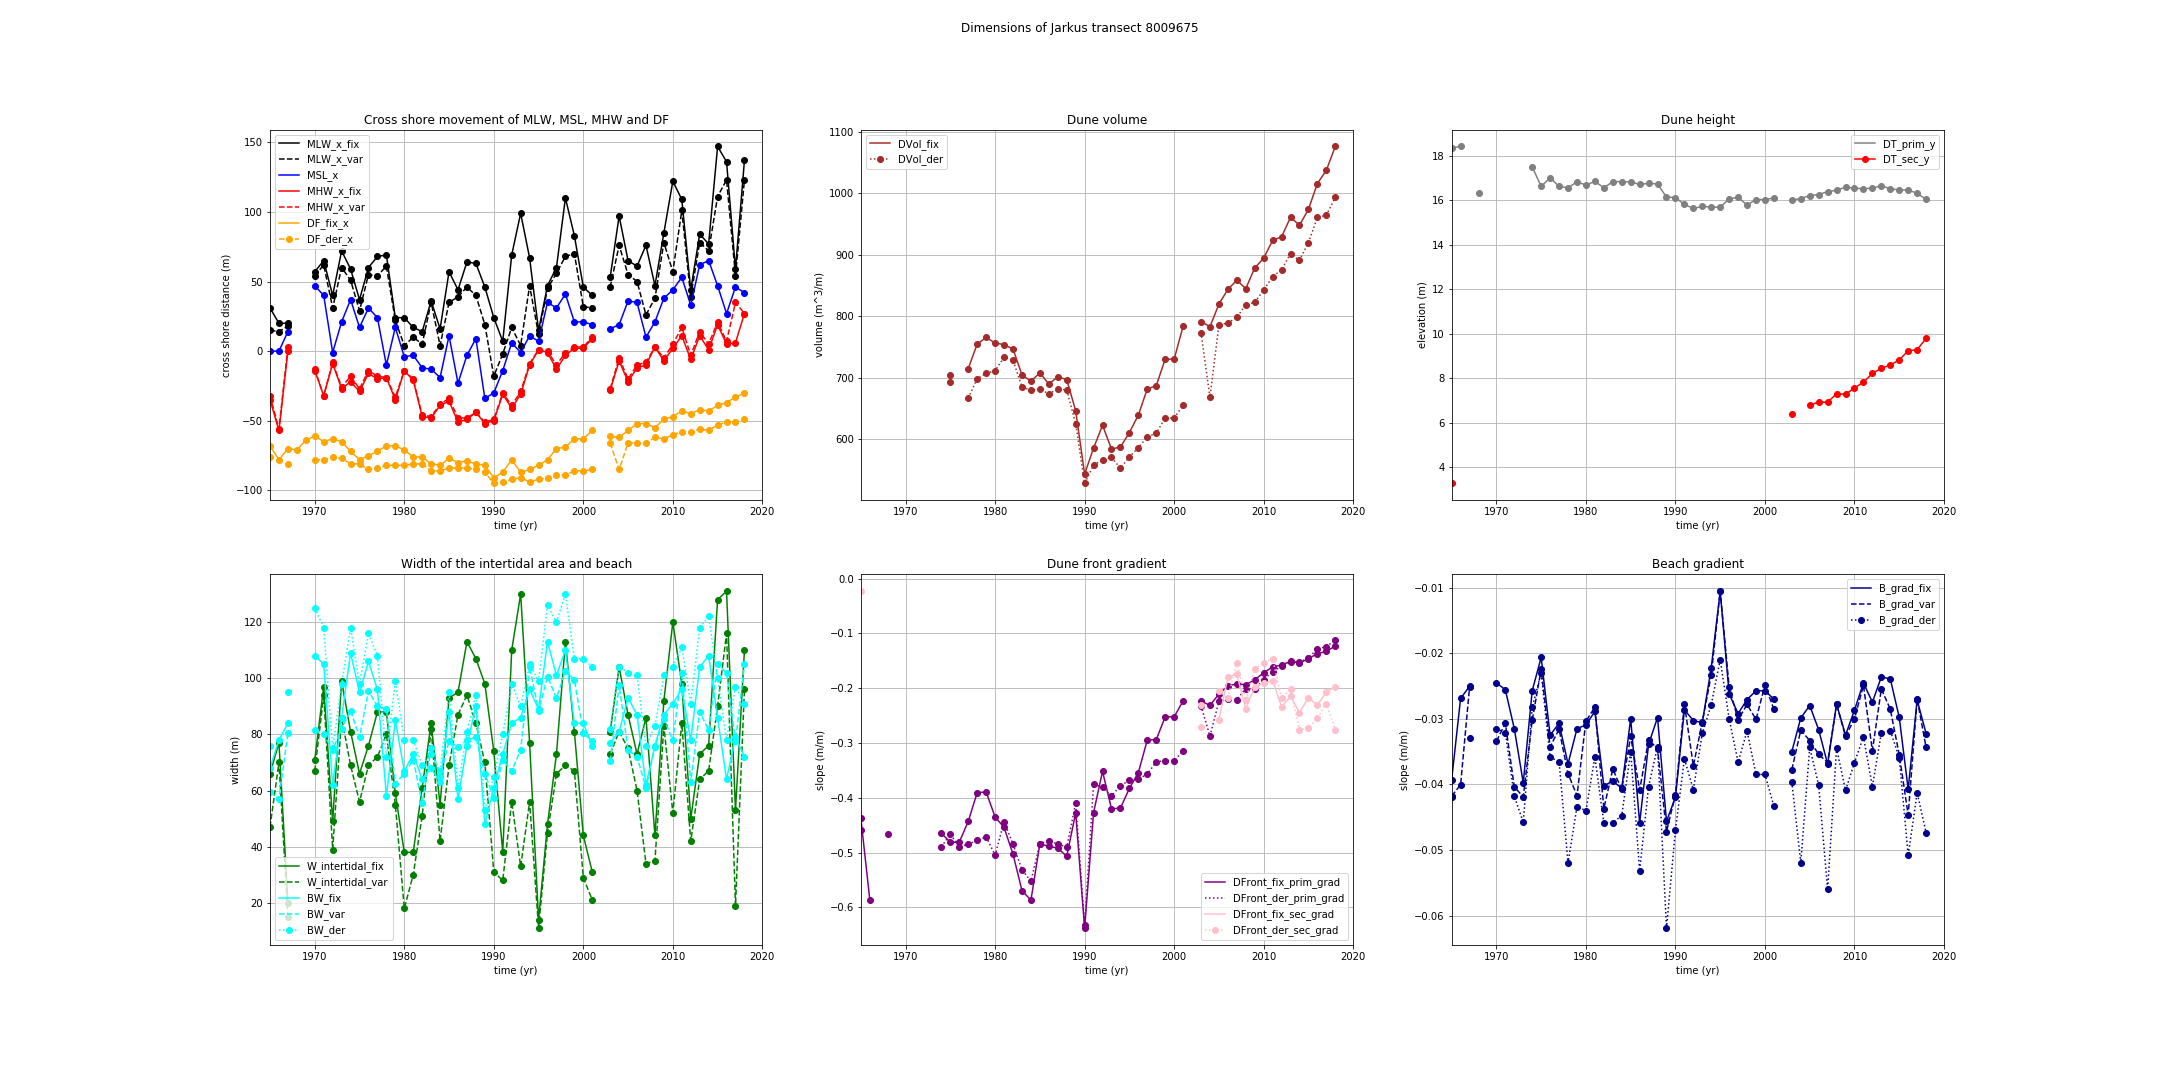 Dimensions of Jarkus transect 8009675
Cross shore movement of MLW, MSL, MHW and DF
cross shore distance (m)
150
100
50
0
−50
−100
MLW_x_fix
MLW_x_var
MSL_x
MHW_x_fix
MHW_x_var
DF_fix_x
DF_der_x
1970 1980 1990 2000 2010 2020
time (yr)
Dune volume
volume (m^3/m)
1100
1000
900
800
700
600
DVol_fix
DVol_der
1970 1980 1990 2000 2010 2020
time (yr)
Dune height
elevation (m)
18
16
14
12
10
8
6
4
DT_prim_y
DT_sec_y
1970 1980 1990 2000 2010 2020
time (yr)
Width of the intertidal area and beach
width (m)
120
100
80
60
40
20
W_intertidal_fix
W_intertidal_var
BW_fix
BW_var
BW_der
1970 1980 1990 2000 2010 2020
time (yr)
Dune front gradient
slope (m/m)
0.0
−0.1
−0.2
−0.3
−0.4
−0.5
−0.6
DFront_fix_prim_grad
DFront_der_prim_grad
DFront_fix_sec_grad
DFront_der_sec_grad
1970 1980 1990 2000 2010 2020
time (yr)
Beach gradient
slope (m/m)
−0.01
−0.02
−0.03
−0.04
−0.05
−0.06
B_grad_fix
B_grad_var
B_grad_der
1970 1980 1990 2000 2010 2020
time (yr)